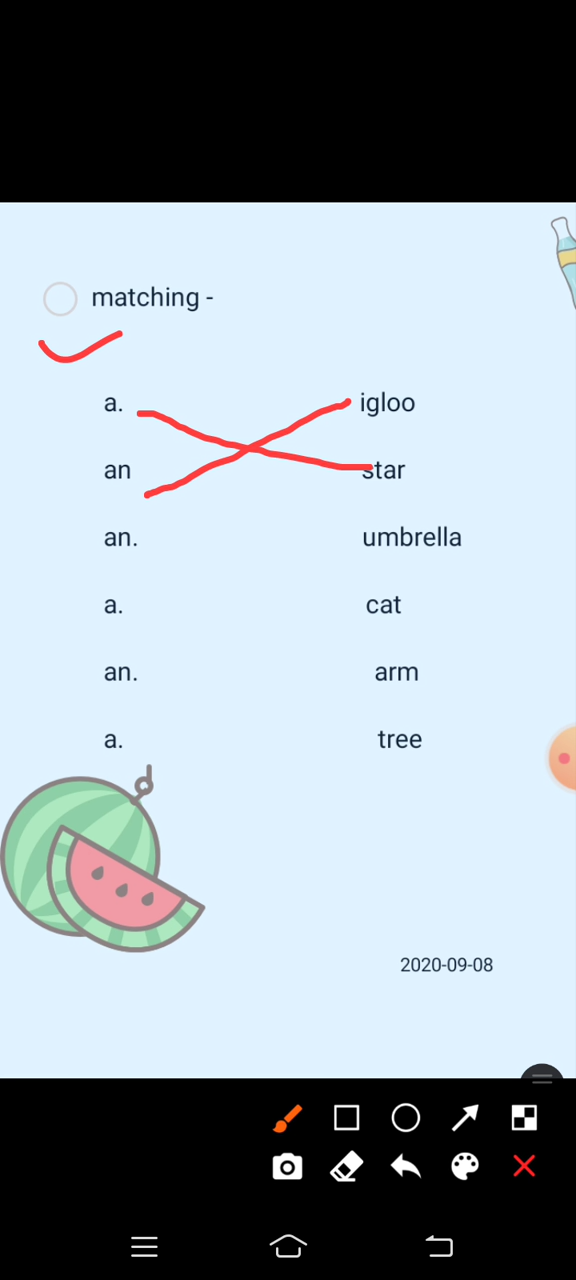 matching -
a. igloo
an star
an. umbrella
a. cat
an. arm
a. tree
2020-09-08